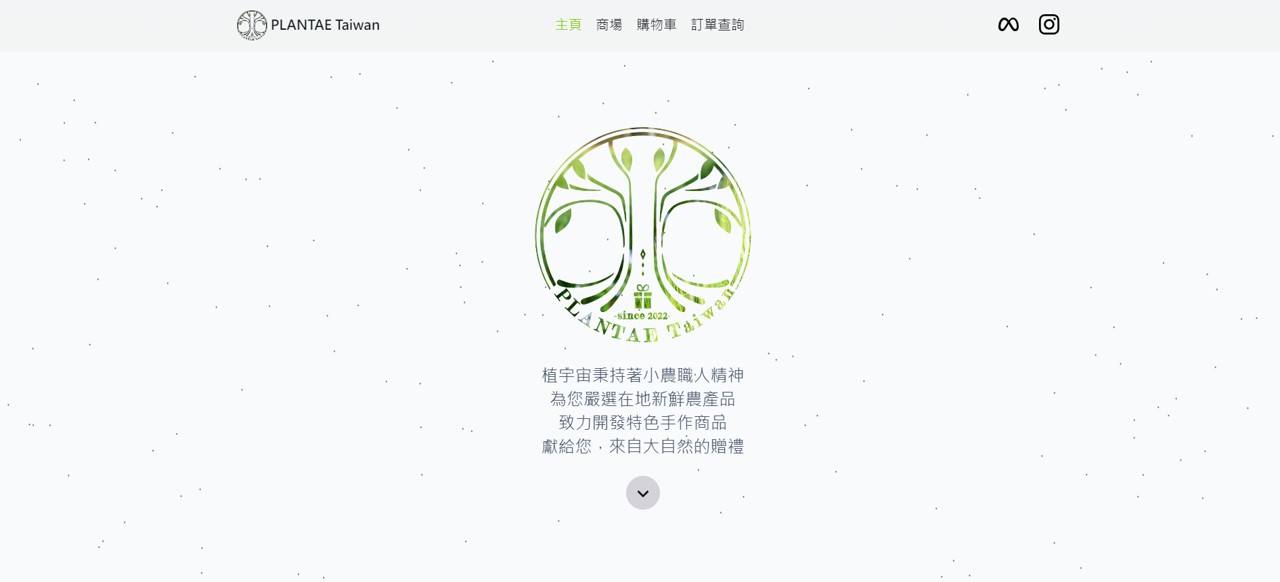 PLANTAE Taiwan
主頁 商場 購物車 訂單查詢
-since 2022-
PLANTAE Taiwan
植宇宙秉持著小農職人精神
為您嚴選在地新鮮農產品
致力開發特色手作商品
獻給您，來自大自然的贈禮